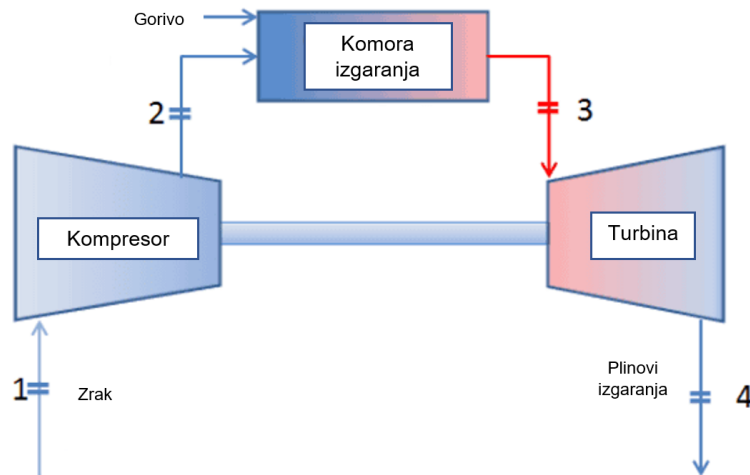 Gorivo
Komora
izgaranja
2
3
Kompresor
Turbina
1
Zrak
Plinovi
izgaranja
4